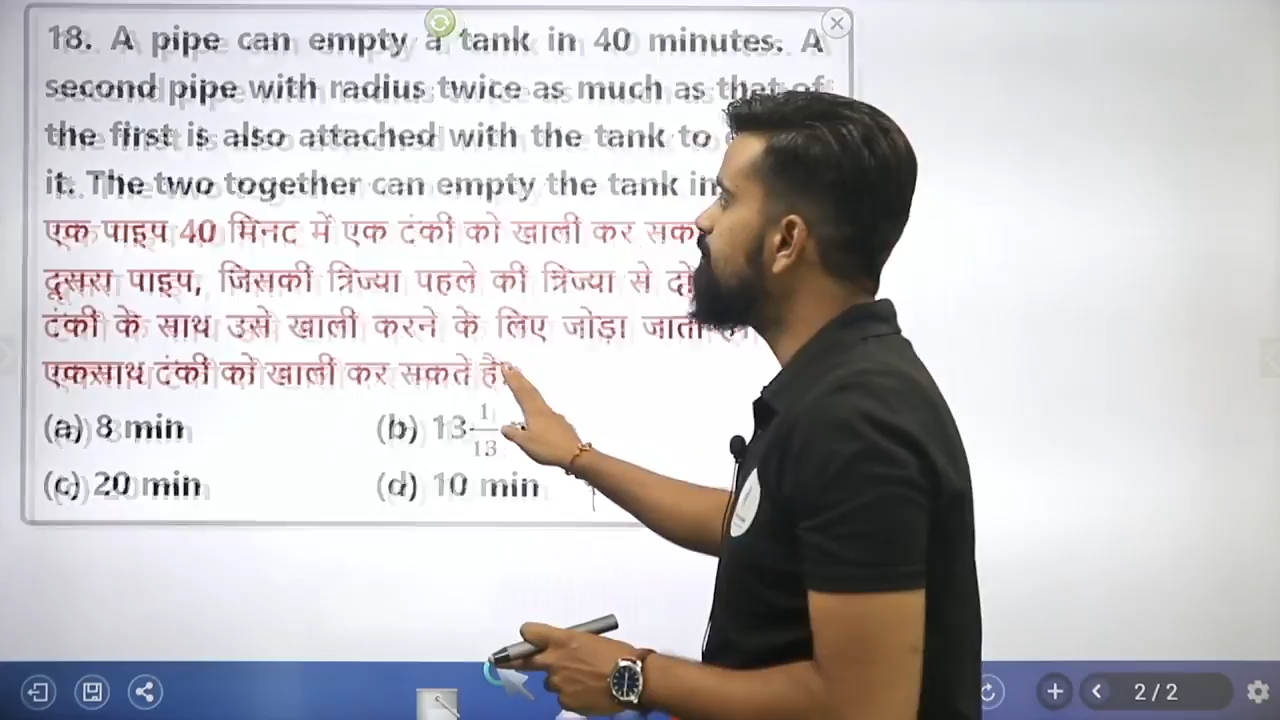 18. A pipe can empty a tank in 40 minutes. A
second pipe with radius twice as much as that of
the first is also attached with the tank to
it. The two together can empty the tank in
एक पाइप 40 मिनट में एक टंकी को खाली कर
दूसरा पाइप, जिसकी त्रिज्या पहले की त्रिज्या से
टंकी के साथ उसे खाली करने के लिए जोड़ा जाता
एकसाथ टंकी को खाली कर सकते है?
(a) 8 min (b) 13 1/13
(c) 20 min (d) 10 min
2 / 2